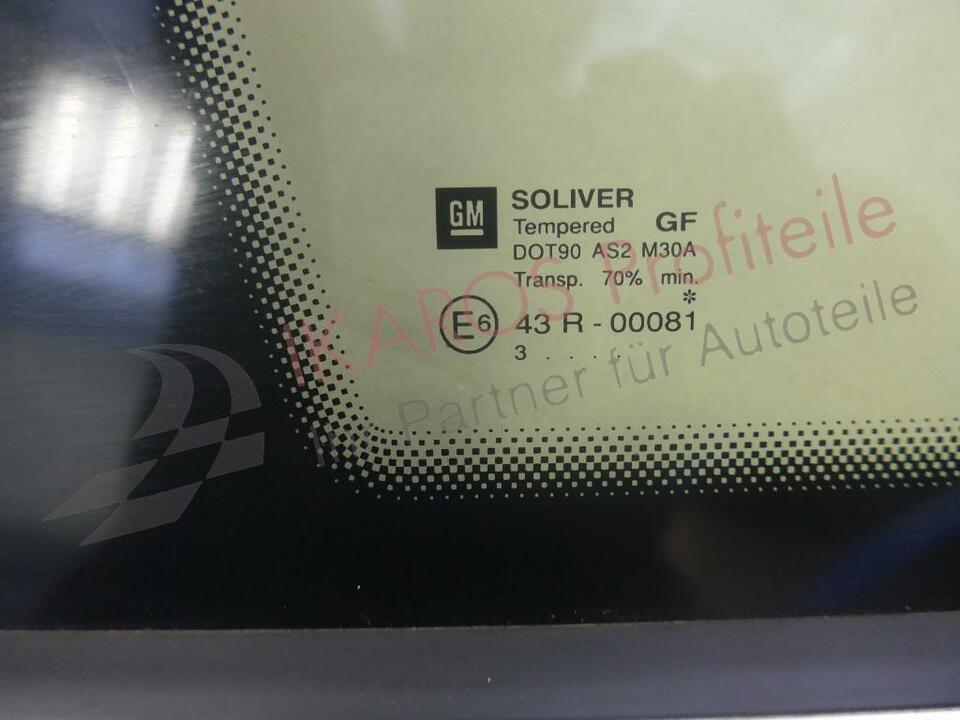 GM
SOLIVER
Tempered GF
DOT90 AS2 M30A
Transp. 70% min.
*
E6 43 R - 00081
3 . . . .
IKAROS Profiteile
Ihr Partner für Autoteile